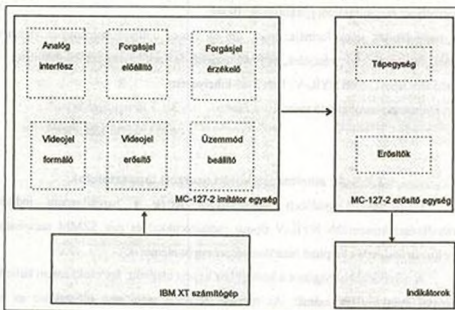 Analóg
interfész
Forgásjel
előállító
Forgásjel
érzékelő
Videojel
formáló
Videojel
erősítő
Üzemmód
beállító
MC-127-2 imitátor egység
Tápegység
Erősítők
MC-127-2 erősítő egység
IBM XT számítógép
Indikátorok